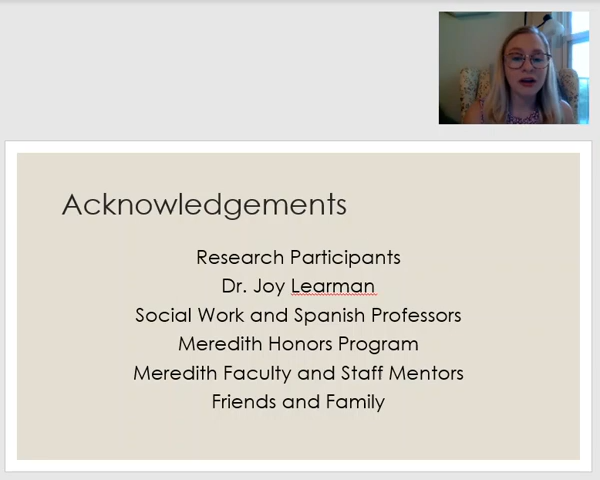 Acknowledgements
Research Participants
Dr. Joy Learman
Social Work and Spanish Professors
Meredith Honors Program
Meredith Faculty and Staff Mentors
Friends and Family